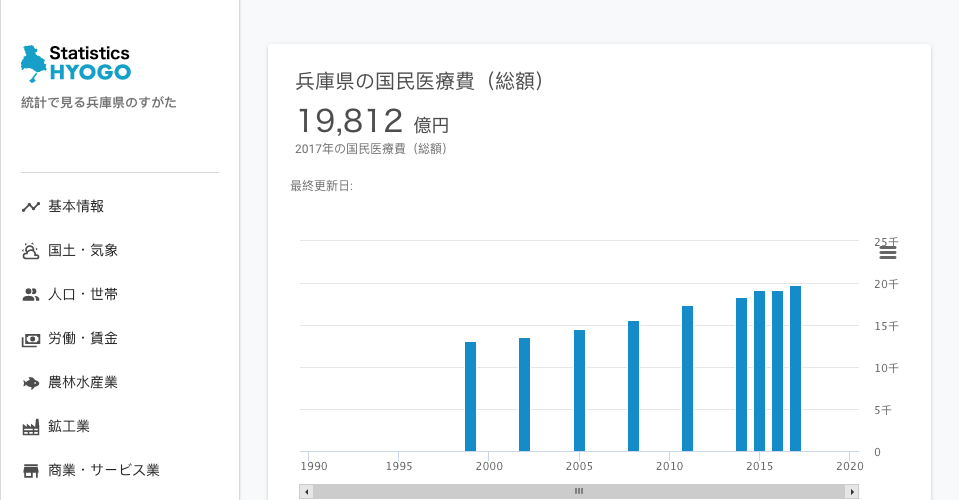 Statistics
HYOGO
統計で見る兵庫県のすがた
基本情報
国土・気象
人口・世帯
労働・賃金
農林水産業
鉱工業
商業・サービス業
兵庫県の国民医療費（総額）
19,812 億円
2017年の国民医療費（総額）
最終更新日:
25千
20千
15千
10千
5千
0
1990 1995 2000 2005 2010 2015 2020